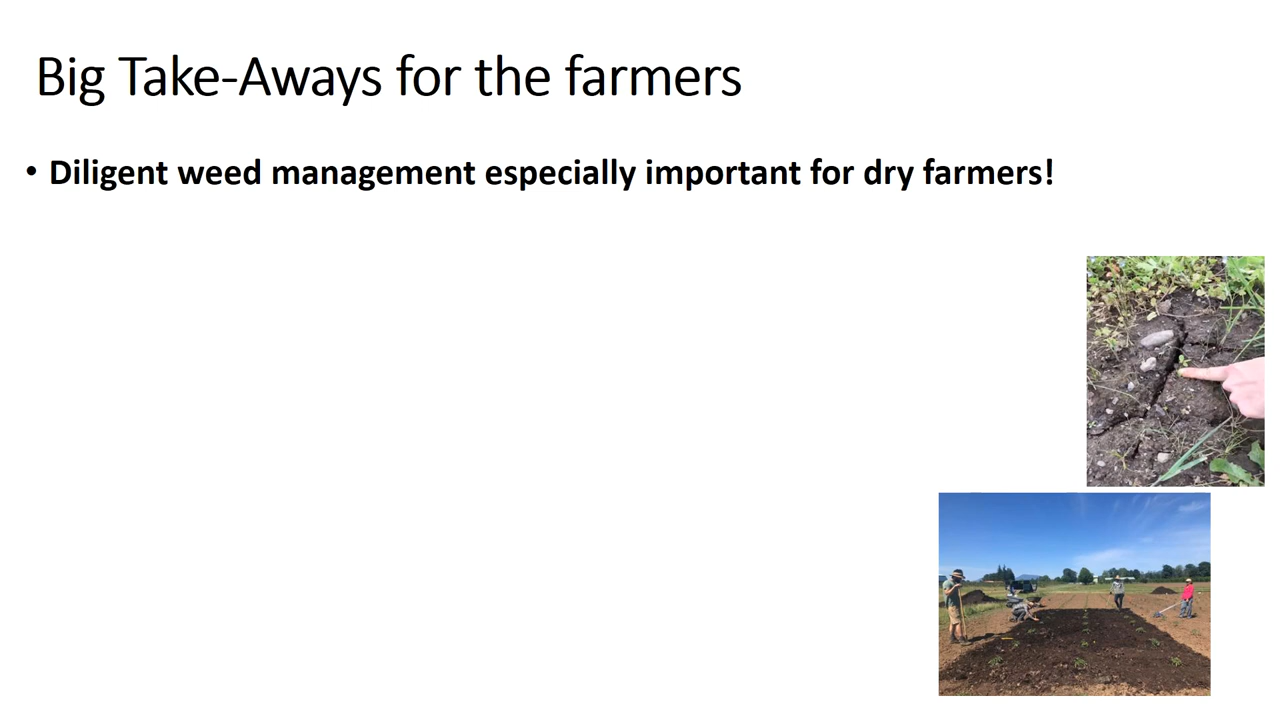 Big Take-Aways for the farmers
• Diligent weed management especially important for dry farmers!